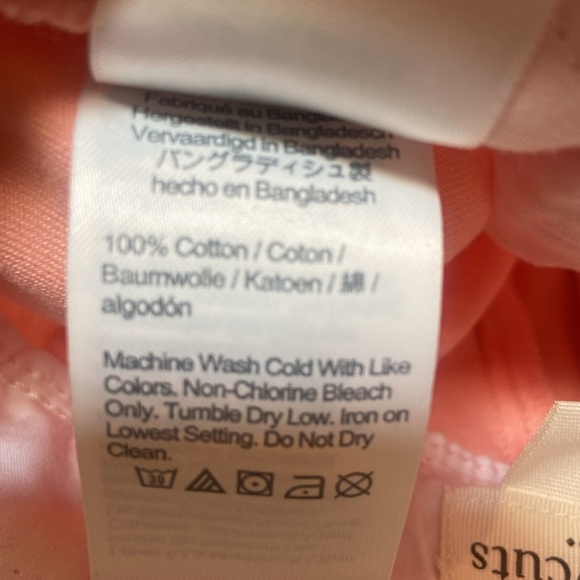 Fabriqué au
Hergestellt in Bangladesch
Vervaardigd in Bangladesh
バングラディシュ製
hecho en Bangladesh
100% Cotton / Coton /
Baumwolle / Katoen / 綿 /
algodón
Machine Wash Cold With Like
Colors. Non-Chlorine Bleach
Only. Tumble Dry Low. Iron on
Lowest Setting. Do Not Dry
Clean.
30
cuts